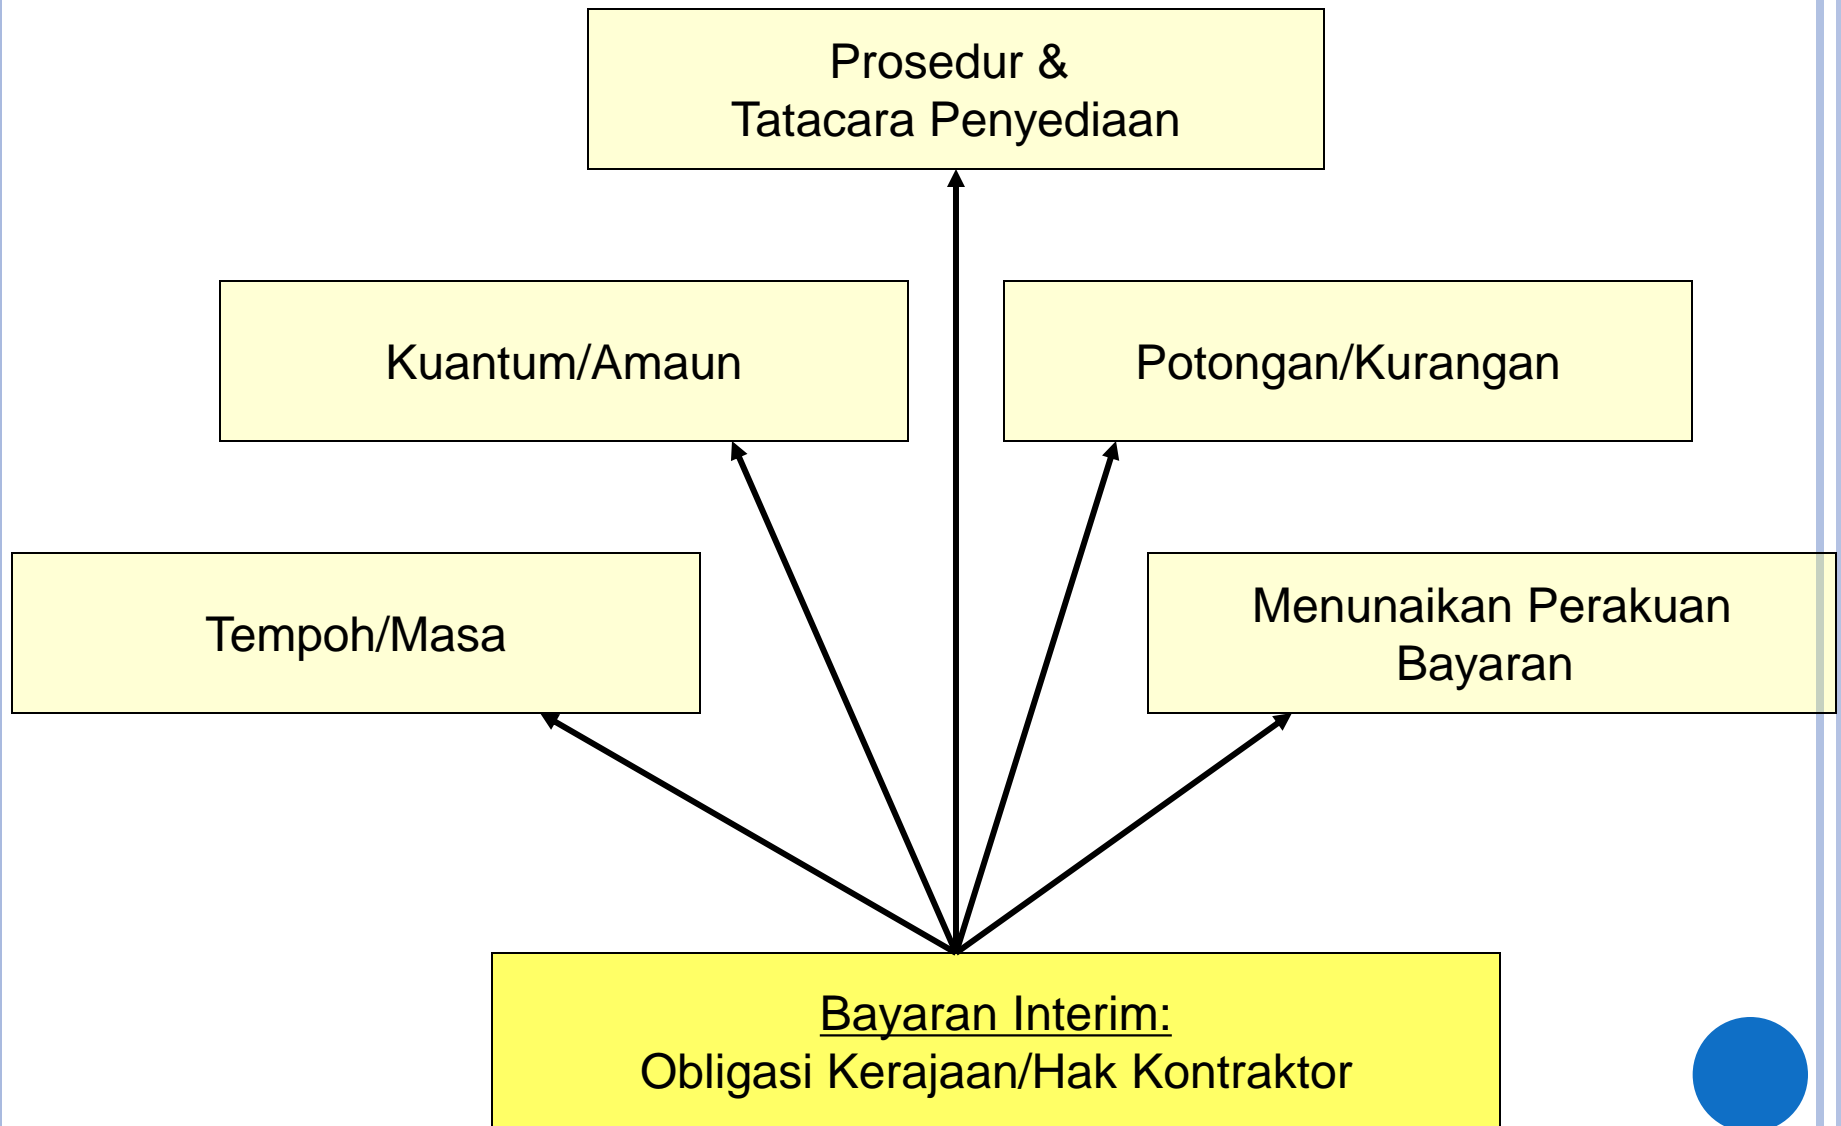 Prosedur &
Tatacara Penyediaan
Kuantum/Amaun
Potongan/Kurangan
Tempoh/Masa
Menunaikan Perakuan
Bayaran
Bayaran Interim:
Obligasi Kerajaan/Hak Kontraktor